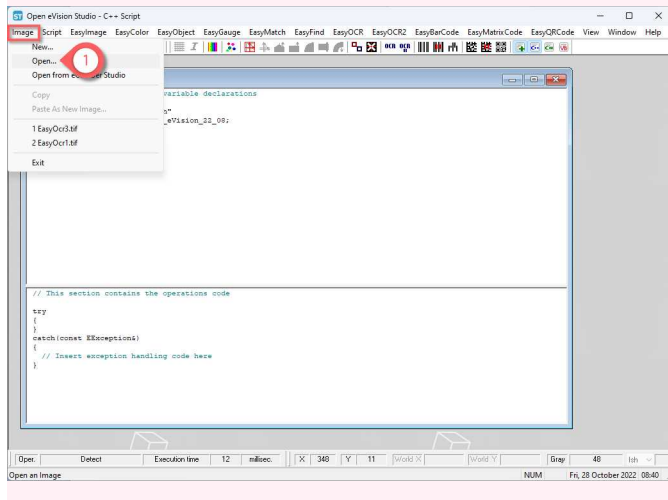 Open eVision Studio - C++ Script
Image Script EasyImage EasyColor EasyObject EasyGauge EasyMatch EasyFind EasyOCR EasyOCR2 EasyBarCode EasyMatrixCode EasyQRCode View Window Help
New...
Open...
1
Open from Studio
Copy
Paste As New Image...
1 EasyOcr3.tif
2 EasyOcr1.tif
Exit
variable declarations
_eVision_22_08;
// This section contains the operations code
try
{
}
catch(const EException&)
{
// Insert exception handling code here
}
Oper. Detect Execution time 12 millisec. X 348 Y 11 World X World Y Gray 48
Open an Image NUM Fri, 28 October 2022 08:40